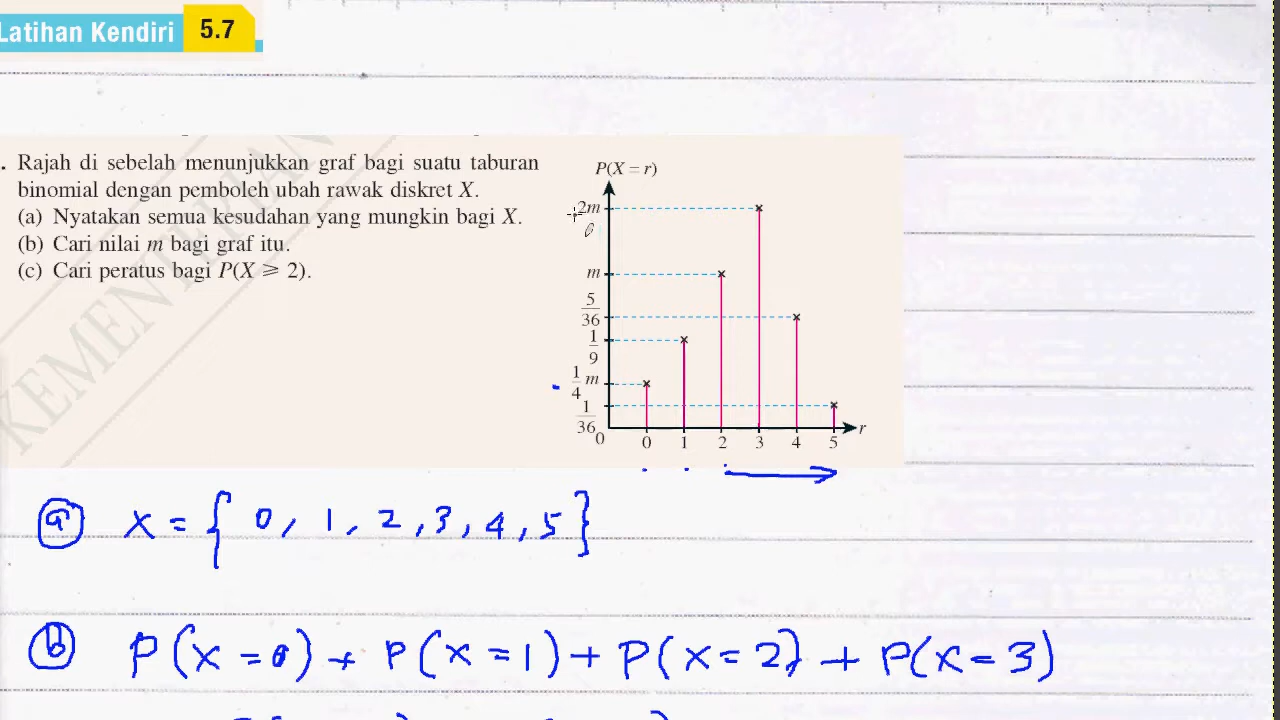 Latihan Kendiri 5.7
. Rajah di sebelah menunjukkan graf bagi suatu taburan
binomial dengan pemboleh ubah rawak diskret X.
(a) Nyatakan semua kesudahan yang mungkin bagi X.
(b) Cari nilai m bagi graf itu.
(c) Cari peratus bagi P(X ⩾ 2).
P(X = r)
2m
m
5/36
1/9
1/4 m
1/36
0
0 1 2 3 4 5 r
KEMENTERIAN
(a) X = { 0, 1, 2, 3, 4, 5 }
(b) P(X = 0) + P(X = 1) + P(X = 2) + P(X = 3)